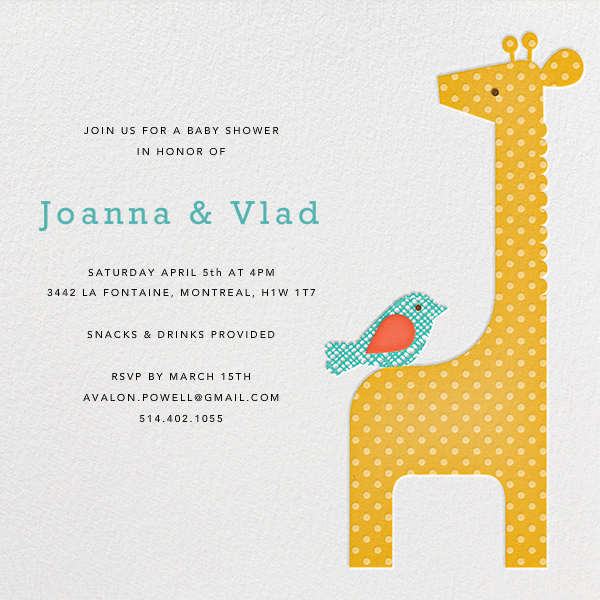 JOIN US FOR A BABY SHOWER
IN HONOR OF
Joanna & Vlad
SATURDAY APRIL 5th AT 4PM
3442 LA FONTAINE, MONTREAL, H1W 1T7
SNACKS & DRINKS PROVIDED
RSVP BY MARCH 15TH
AVALON.POWELL@GMAIL.COM
514.402.1055